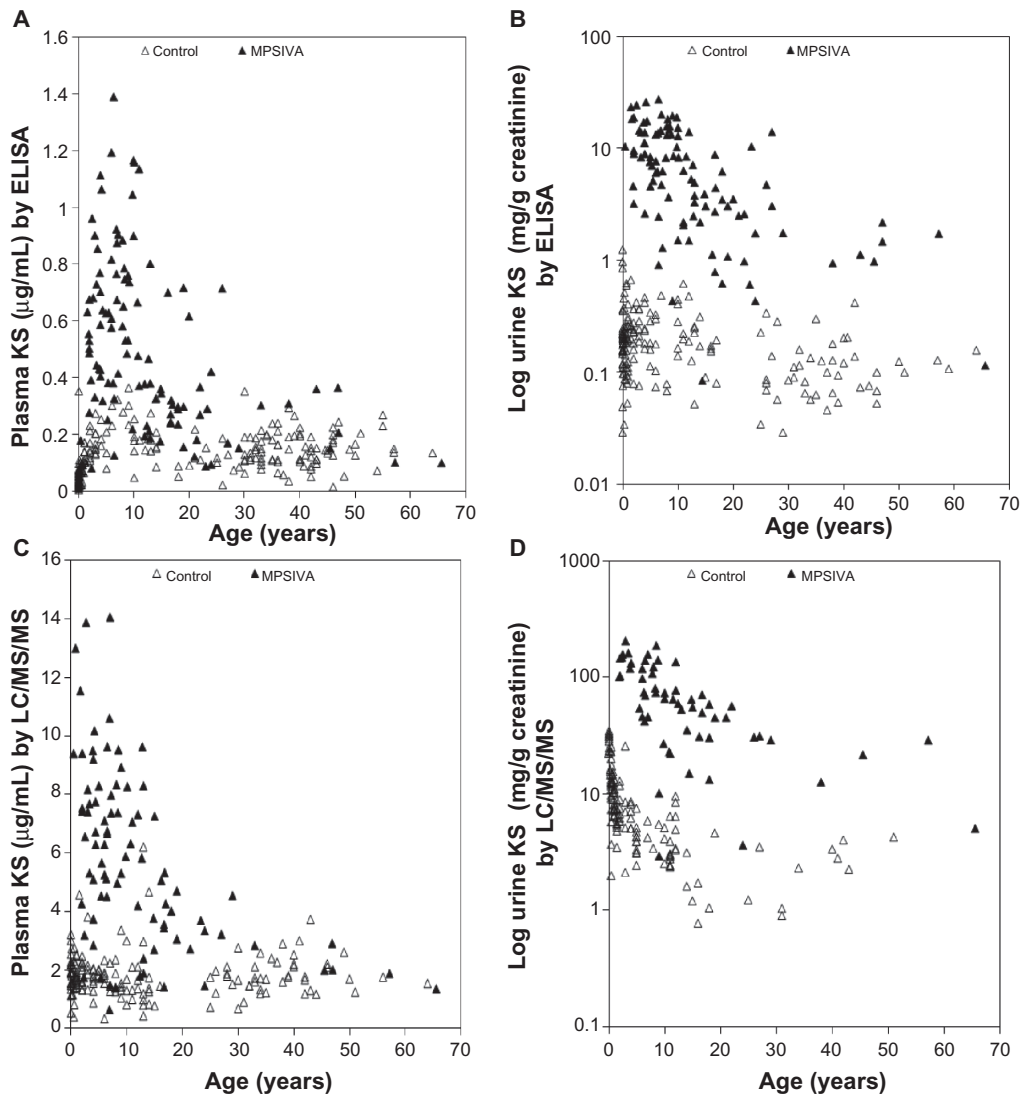 A
Plasma KS (μg/mL) by ELISA
1.6
1.4
1.2
1
0.8
0.6
0.4
0.2
0
Control
MPSIVA
0 10 20 30 40 50 60 70
Age (years)
B
Log urine KS (mg/g creatinine)
by ELISA
100
10
1
0.1
0.01
Control
MPSIVA
0 10 20 30 40 50 60 70
Age (years)
C
Plasma KS (μg/mL) by LC/MS/MS
16
14
12
10
8
6
4
2
0
Control
MPSIVA
0 10 20 30 40 50 60 70
Age (years)
D
Log urine KS (mg/g creatinine)
by LC/MS/MS
1000
100
10
1
0.1
Control
MPSIVA
0 10 20 30 40 50 60 70
Age (years)